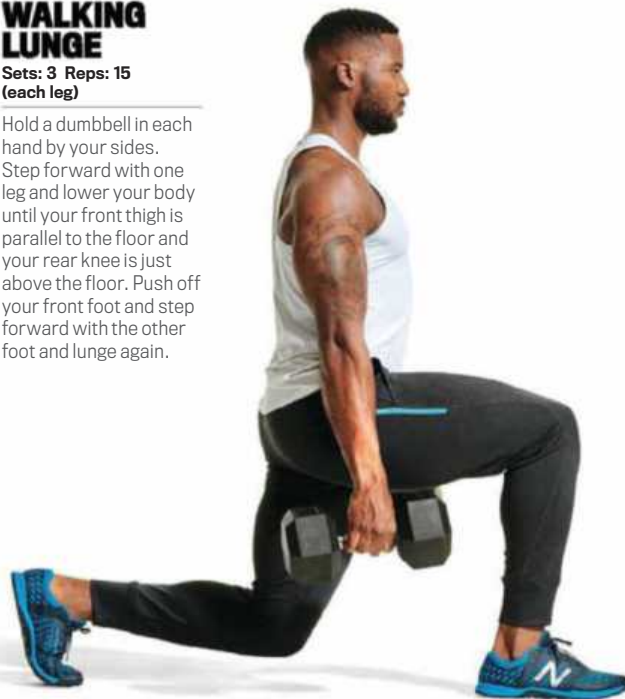 WALKING
LUNGE
Sets: 3 Reps: 15
(each leg)
Hold a dumbbell in each
hand by your sides.
Step forward with one
leg and lower your body
until your front thigh is
parallel to the floor and
your rear knee is just
above the floor. Push off
your front foot and step
forward with the other
foot and lunge again.
N